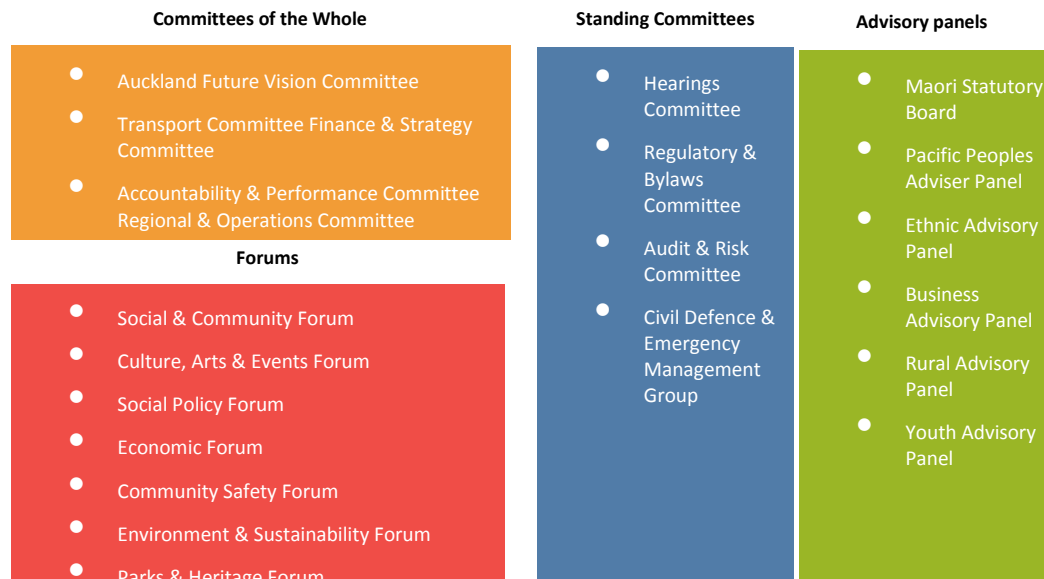 Committees of the Whole
Auckland Future Vision Committee
Transport Committee Finance & Strategy
Committee
Accountability & Performance Committee
Regional & Operations Committee
Forums
Social & Community Forum
Culture, Arts & Events Forum
Social Policy Forum
Economic Forum
Community Safety Forum
Environment & Sustainability Forum
Parks & Heritage Forum
Standing Committees
Hearings
Committee
Regulatory &
Bylaws
Committee
Audit & Risk
Committee
Civil Defence &
Emergency
Management
Group
Advisory panels
Maori Statutory
Board
Pacific Peoples
Adviser Panel
Ethnic Advisory
Panel
Business
Advisory Panel
Rural Advisory
Panel
Youth Advisory
Panel